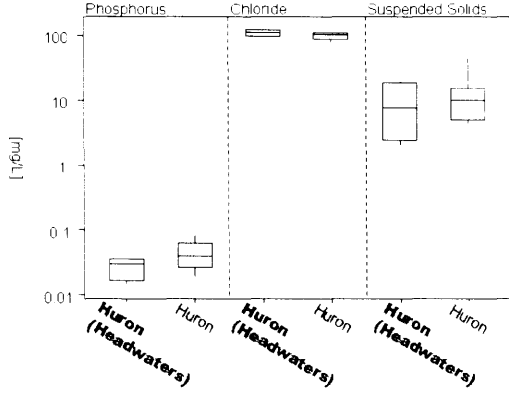 Phosphorus Chloride Suspended Solids
100
10
1
0.1
0.01
[mg/L]
Huron
(Headwaters)
Huron
Huron
(Headwaters)
Huron
Huron
(Headwaters)
Huron